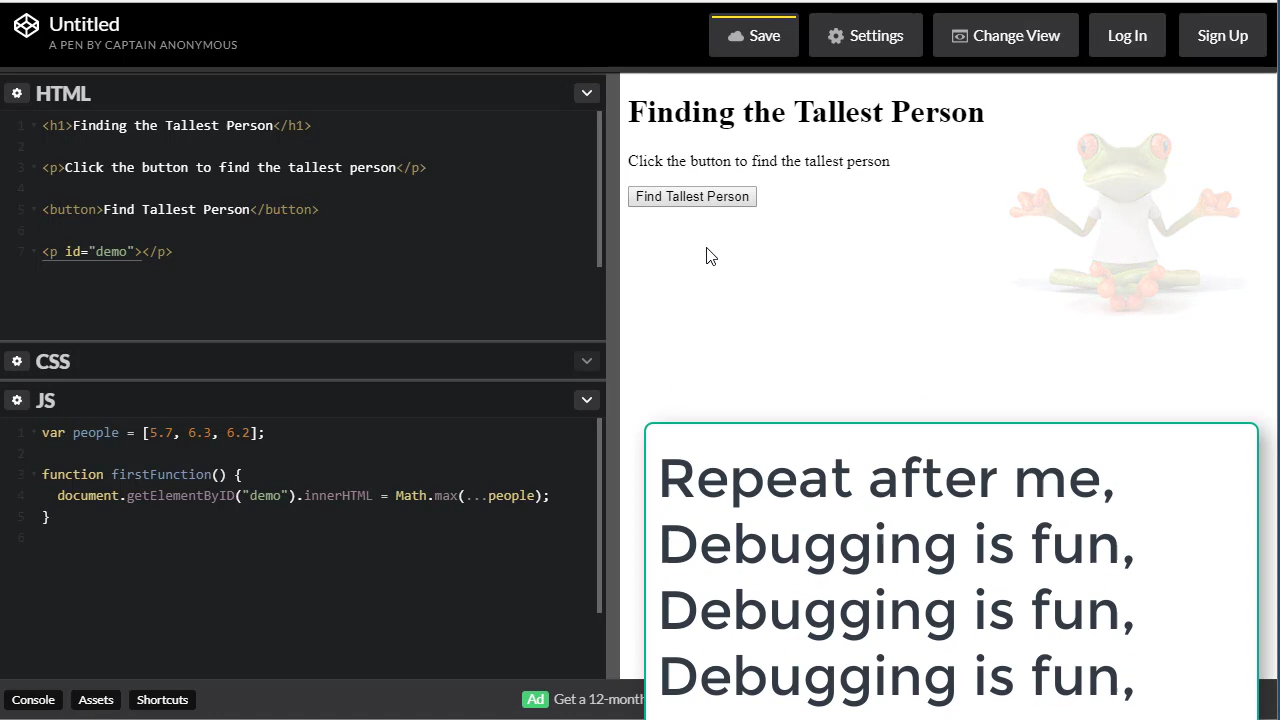 Untitled
A PEN BY CAPTAIN ANONYMOUS
Save
Settings
Change View
Log In
Sign Up
HTML
1 <h1>Finding the Tallest Person</h1>
2
3 <p>Click the button to find the tallest person</p>
4
5 <button>Find Tallest Person</button>
6
7 <p id="demo"></p>
CSS
JS
1 var people = [5.7, 6.3, 6.2];
2
3 function firstFunction() {
4 document.getElementByID("demo").innerHTML = Math.max(...people);
5 }
6
Finding the Tallest Person
Click the button to find the tallest person
Find Tallest Person
Repeat after me,
Debugging is fun,
Debugging is fun,
Debugging is fun,
Console
Assets
Shortcuts
Ad Get a 12-month